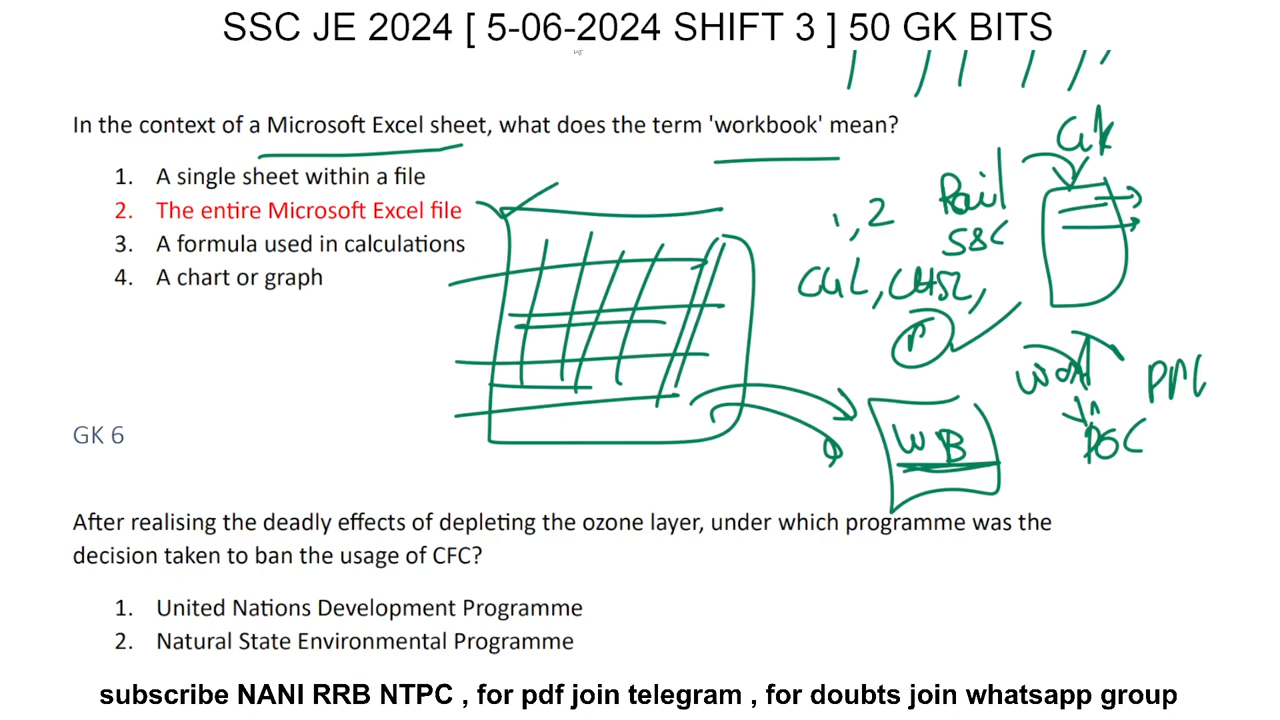 SSC JE 2024 [ 5-06-2024 SHIFT 3 ] 50 GK BITS
In the context of a Microsoft Excel sheet, what does the term 'workbook' mean?
GK
1. A single sheet within a file
2. The entire Microsoft Excel file
3. A formula used in calculations
4. A chart or graph
1,2 Rail
SSC
CGL, CHSL,
WB
GK 6
After realising the deadly effects of depleting the ozone layer, under which programme was the
decision taken to ban the usage of CFC?
1. United Nations Development Programme
2. Natural State Environmental Programme
subscribe NANI RRB NTPC , for pdf join telegram , for doubts join whatsapp group